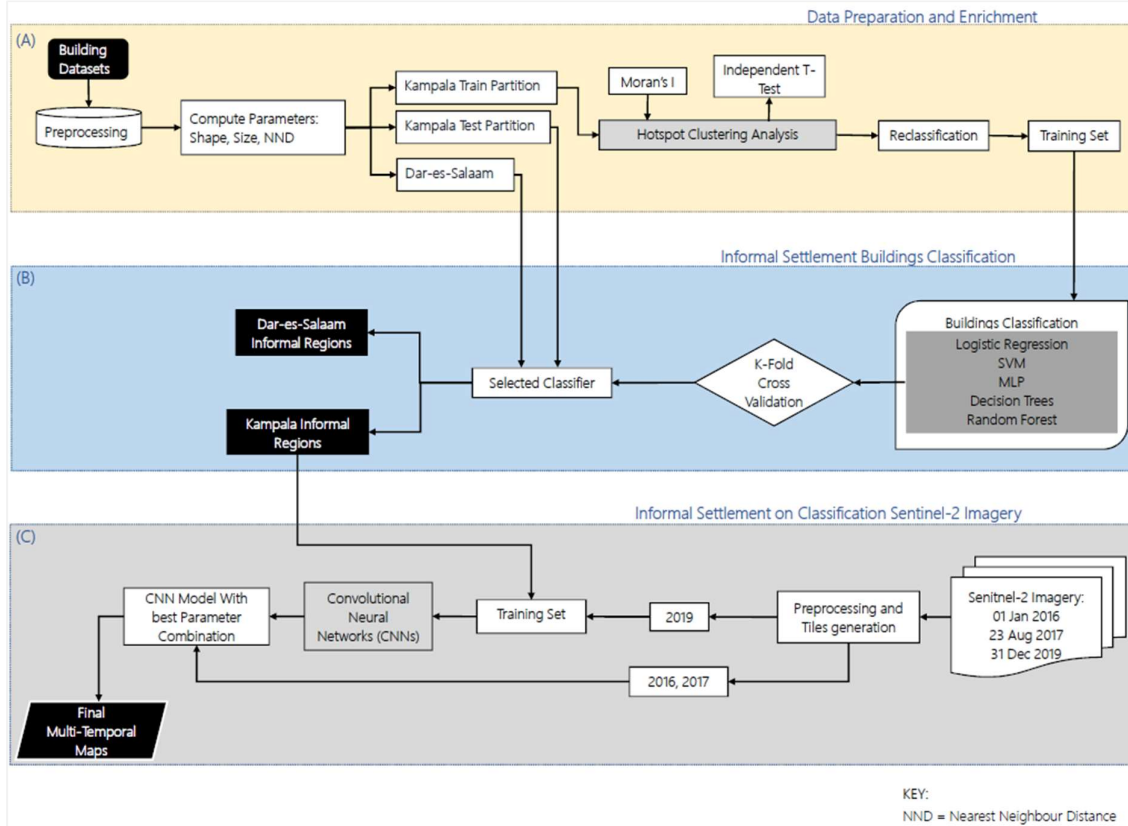 Data Preparation and Enrichment
(A)
Building
Datasets
Preprocessing
Compute Parameters:
Shape, Size, NND
Kampala Train Partition
Kampala Test Partition
Dar-es-Salaam
Moran's I
Independent T-
Test
Hotspot Clustering Analysis
Reclassification
Training Set
Informal Settlement Buildings Classification
(B)
Dar-es-Salaam
Informal Regions
Kampala Informal
Regions
Selected Classifier
K-Fold
Cross
Validation
Buildings Classification
Logistic Regression
SVM
MLP
Decision Trees
Random Forest
Informal Settlement on Classification Sentinel-2 Imagery
(C)
CNN Model With
best Parameter
Combination
Convolutional
Neural
Networks (CNNs)
Training Set
2019
Preprocessing and
Tiles generation
Senitnel-2 Imagery:
01 Jan 2016
23 Aug 2017
31 Dec 2019
2016, 2017
Final
Multi-Temporal
Maps
KEY:
NND = Nearest Neighbour Distance